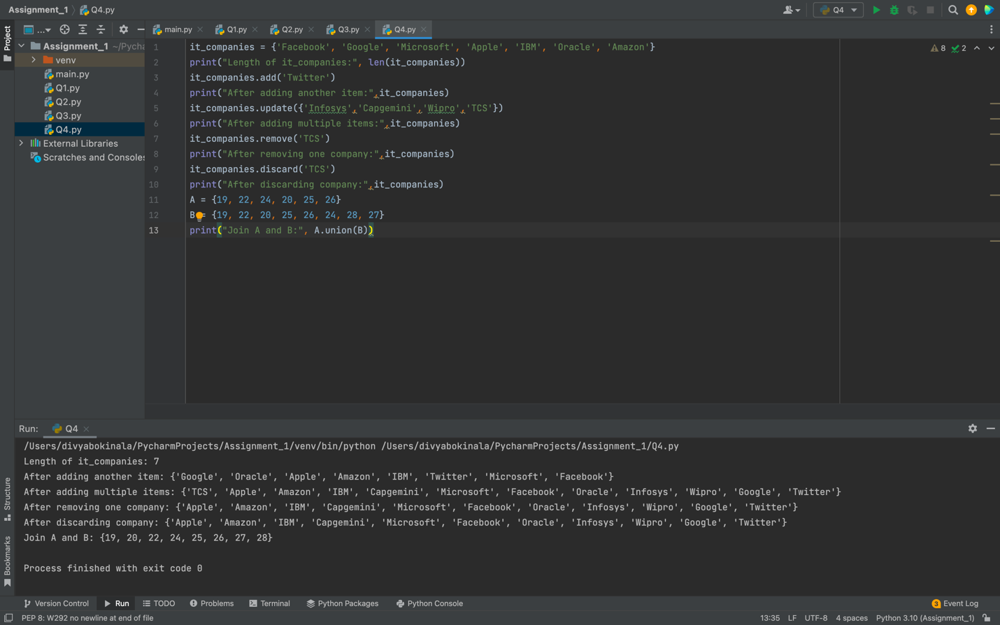 Assignment_1 Q4.py Q4
Project ... main.py Q1.py Q2.py Q3.py Q4.py
Assignment_1 ~/Pycha
venv
main.py
Q1.py
Q2.py
Q3.py
Q4.py
External Libraries
Scratches and Consoles
8 2
1 it_companies = {'Facebook', 'Google', 'Microsoft', 'Apple', 'IBM', 'Oracle', 'Amazon'}
2 print("Length of it_companies:", len(it_companies))
3 it_companies.add('Twitter')
4 print("After adding another item:",it_companies)
5 it_companies.update({'Infosys','Capgemini','Wipro','TCS'})
6 print("After adding multiple items:",it_companies)
7 it_companies.remove('TCS')
8 print("After removing one company:",it_companies)
9 it_companies.discard('TCS')
10 print("After discarding company:",it_companies)
11 A = {19, 22, 24, 20, 25, 26}
12 B = {19, 22, 20, 25, 26, 24, 28, 27}
13 print("Join A and B:", A.union(B))
Run: Q4
/Users/divyabokinala/PycharmProjects/Assignment_1/venv/bin/python /Users/divyabokinala/PycharmProjects/Assignment_1/Q4.py
Length of it_companies: 7
After adding another item: {'Google', 'Oracle', 'Apple', 'Amazon', 'IBM', 'Twitter', 'Microsoft', 'Facebook'}
After adding multiple items: {'TCS', 'Apple', 'Amazon', 'IBM', 'Capgemini', 'Microsoft', 'Facebook', 'Oracle', 'Infosys', 'Wipro', 'Google', 'Twitter'}
After removing one company: {'Apple', 'Amazon', 'IBM', 'Capgemini', 'Microsoft', 'Facebook', 'Oracle', 'Infosys', 'Wipro', 'Google', 'Twitter'}
After discarding company: {'Apple', 'Amazon', 'IBM', 'Capgemini', 'Microsoft', 'Facebook', 'Oracle', 'Infosys', 'Wipro', 'Google', 'Twitter'}
Join A and B: {19, 20, 22, 24, 25, 26, 27, 28}
Process finished with exit code 0
Structure
Bookmarks
Version Control Run TODO Problems Terminal Python Packages Python Console 3 Event Log
PEP 8: W292 no newline at end of file 13:35 LF UTF-8 4 spaces Python 3.10 (Assignment_1)